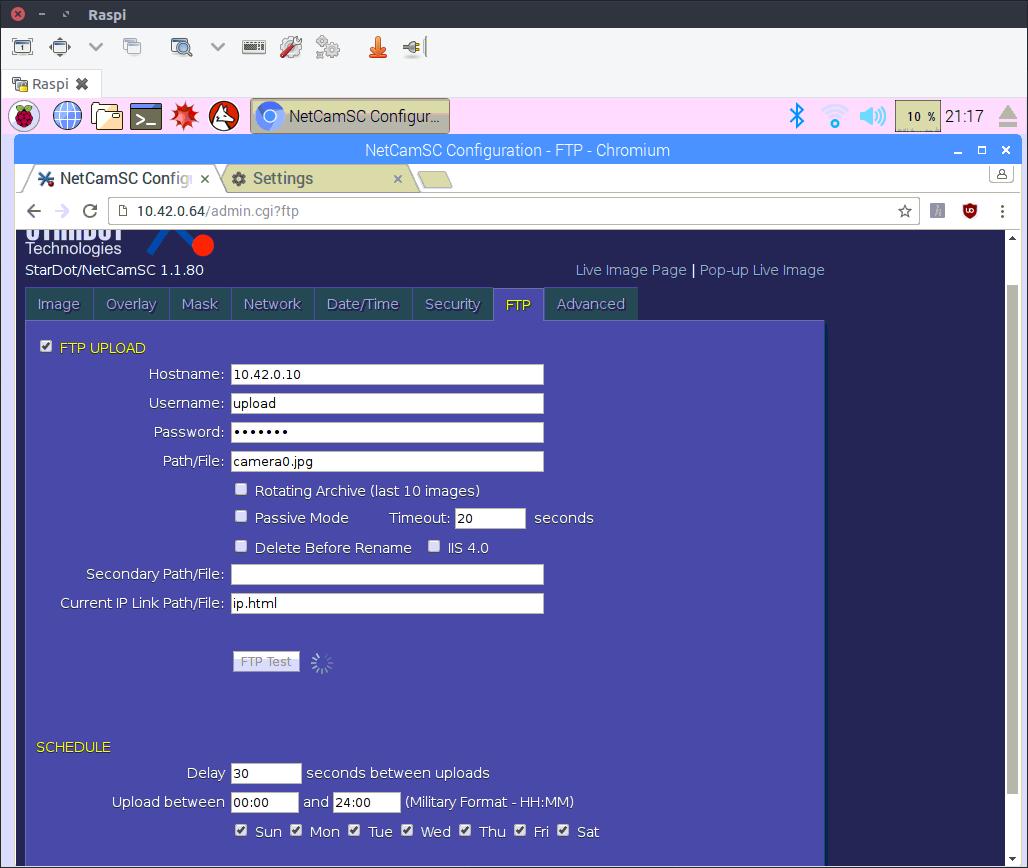 Raspi
Raspi
NetCamSC Configur...
10 %
21:17
NetCamSC Configuration - FTP - Chromium
NetCamSC Config
Settings
10.42.0.64/admin.cgi?ftp
STARDOT
Technologies
StarDot/NetCamSC 1.1.80
Live Image Page | Pop-up Live Image
Image Overlay Mask Network Date/Time Security FTP Advanced
FTP UPLOAD
Hostname: 10.42.0.10
Username: upload
Password: •••••••
Path/File: camera0.jpg
Rotating Archive (last 10 images)
Passive Mode Timeout: 20 seconds
Delete Before Rename IIS 4.0
Secondary Path/File:
Current IP Link Path/File: ip.html
FTP Test
SCHEDULE
Delay 30 seconds between uploads
Upload between 00:00 and 24:00 (Military Format - HH:MM)
Sun Mon Tue Wed Thu Fri Sat